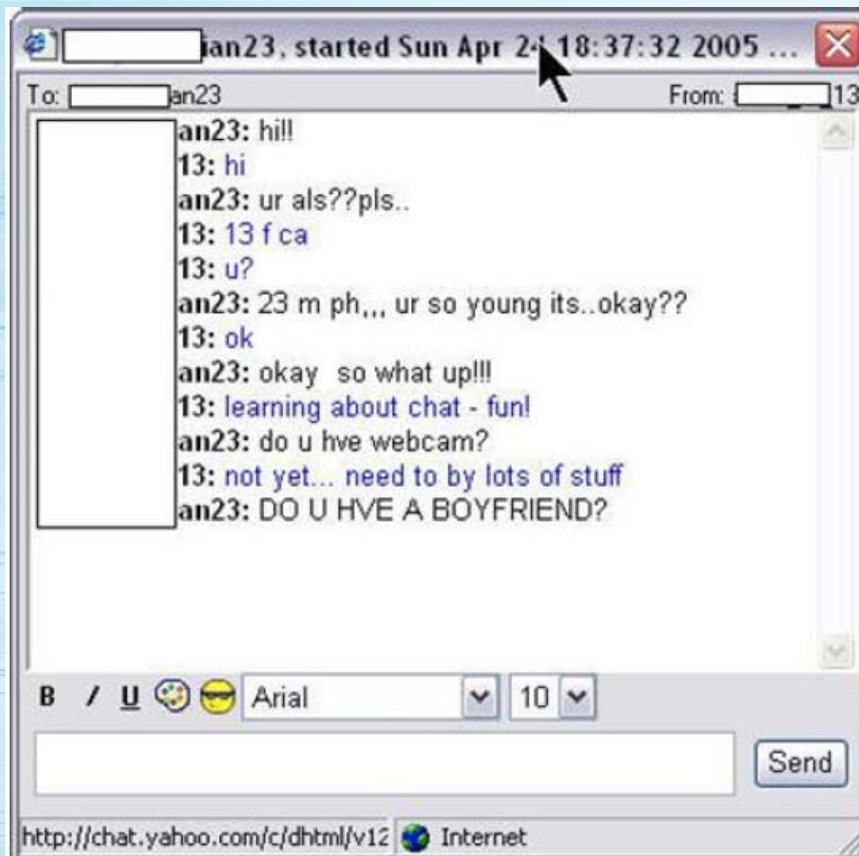 ian23, started Sun Apr 24 18:37:32 2005 ...
To: an23 From: 13
an23: hi!!
13: hi
an23: ur als??pls..
13: 13 f ca
13: u?
an23: 23 m ph,,, ur so young its..okay??
13: ok
an23: okay so what up!!!
13: learning about chat - fun!
an23: do u hve webcam?
13: not yet... need to by lots of stuff
an23: DO U HVE A BOYFRIEND?
B I U Arial 10
Send
http://chat.yahoo.com/c/dhtml/v12 Internet